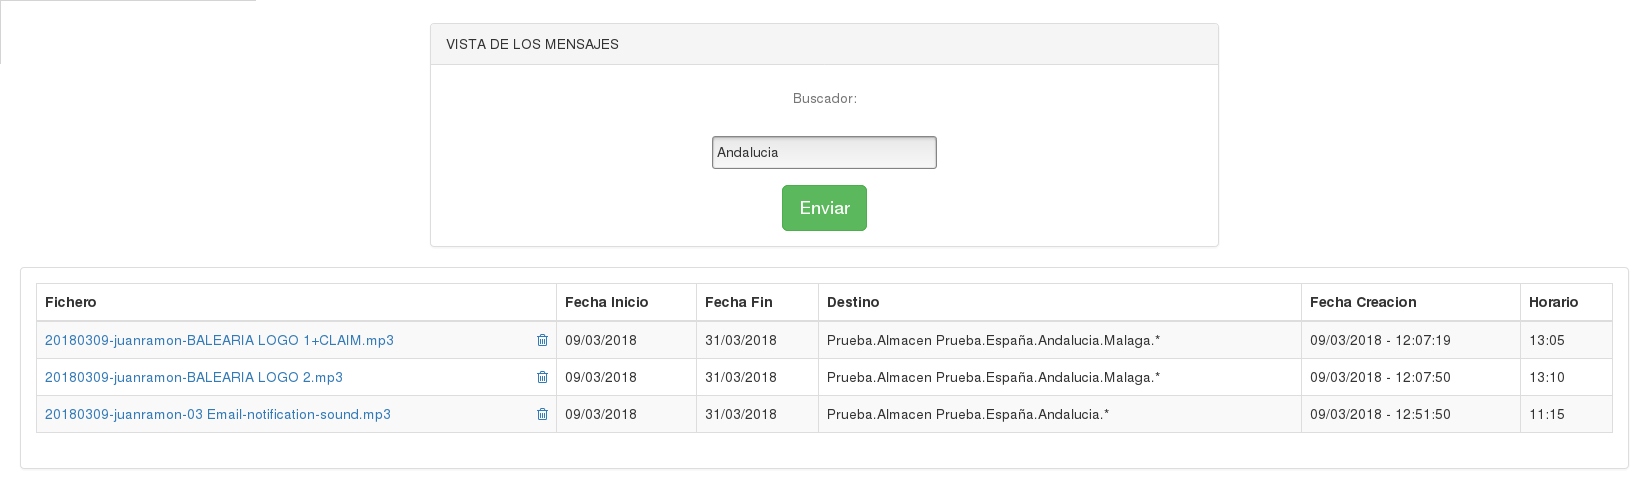 VISTA DE LOS MENSAJES
Buscador:
Andalucia
Enviar
Fichero Fecha Inicio Fecha Fin Destino Fecha Creacion Horario
20180309-juanramon-BALEARIA LOGO 1+CLAIM.mp3 09/03/2018 31/03/2018 Prueba.Almacen Prueba.España.Andalucia.Malaga.* 09/03/2018 - 12:07:19 13:05
20180309-juanramon-BALEARIA LOGO 2.mp3 09/03/2018 31/03/2018 Prueba.Almacen Prueba.España.Andalucia.Malaga.* 09/03/2018 - 12:07:50 13:10
20180309-juanramon-03 Email-notification-sound.mp3 09/03/2018 31/03/2018 Prueba.Almacen Prueba.España.Andalucia.* 09/03/2018 - 12:51:50 11:15